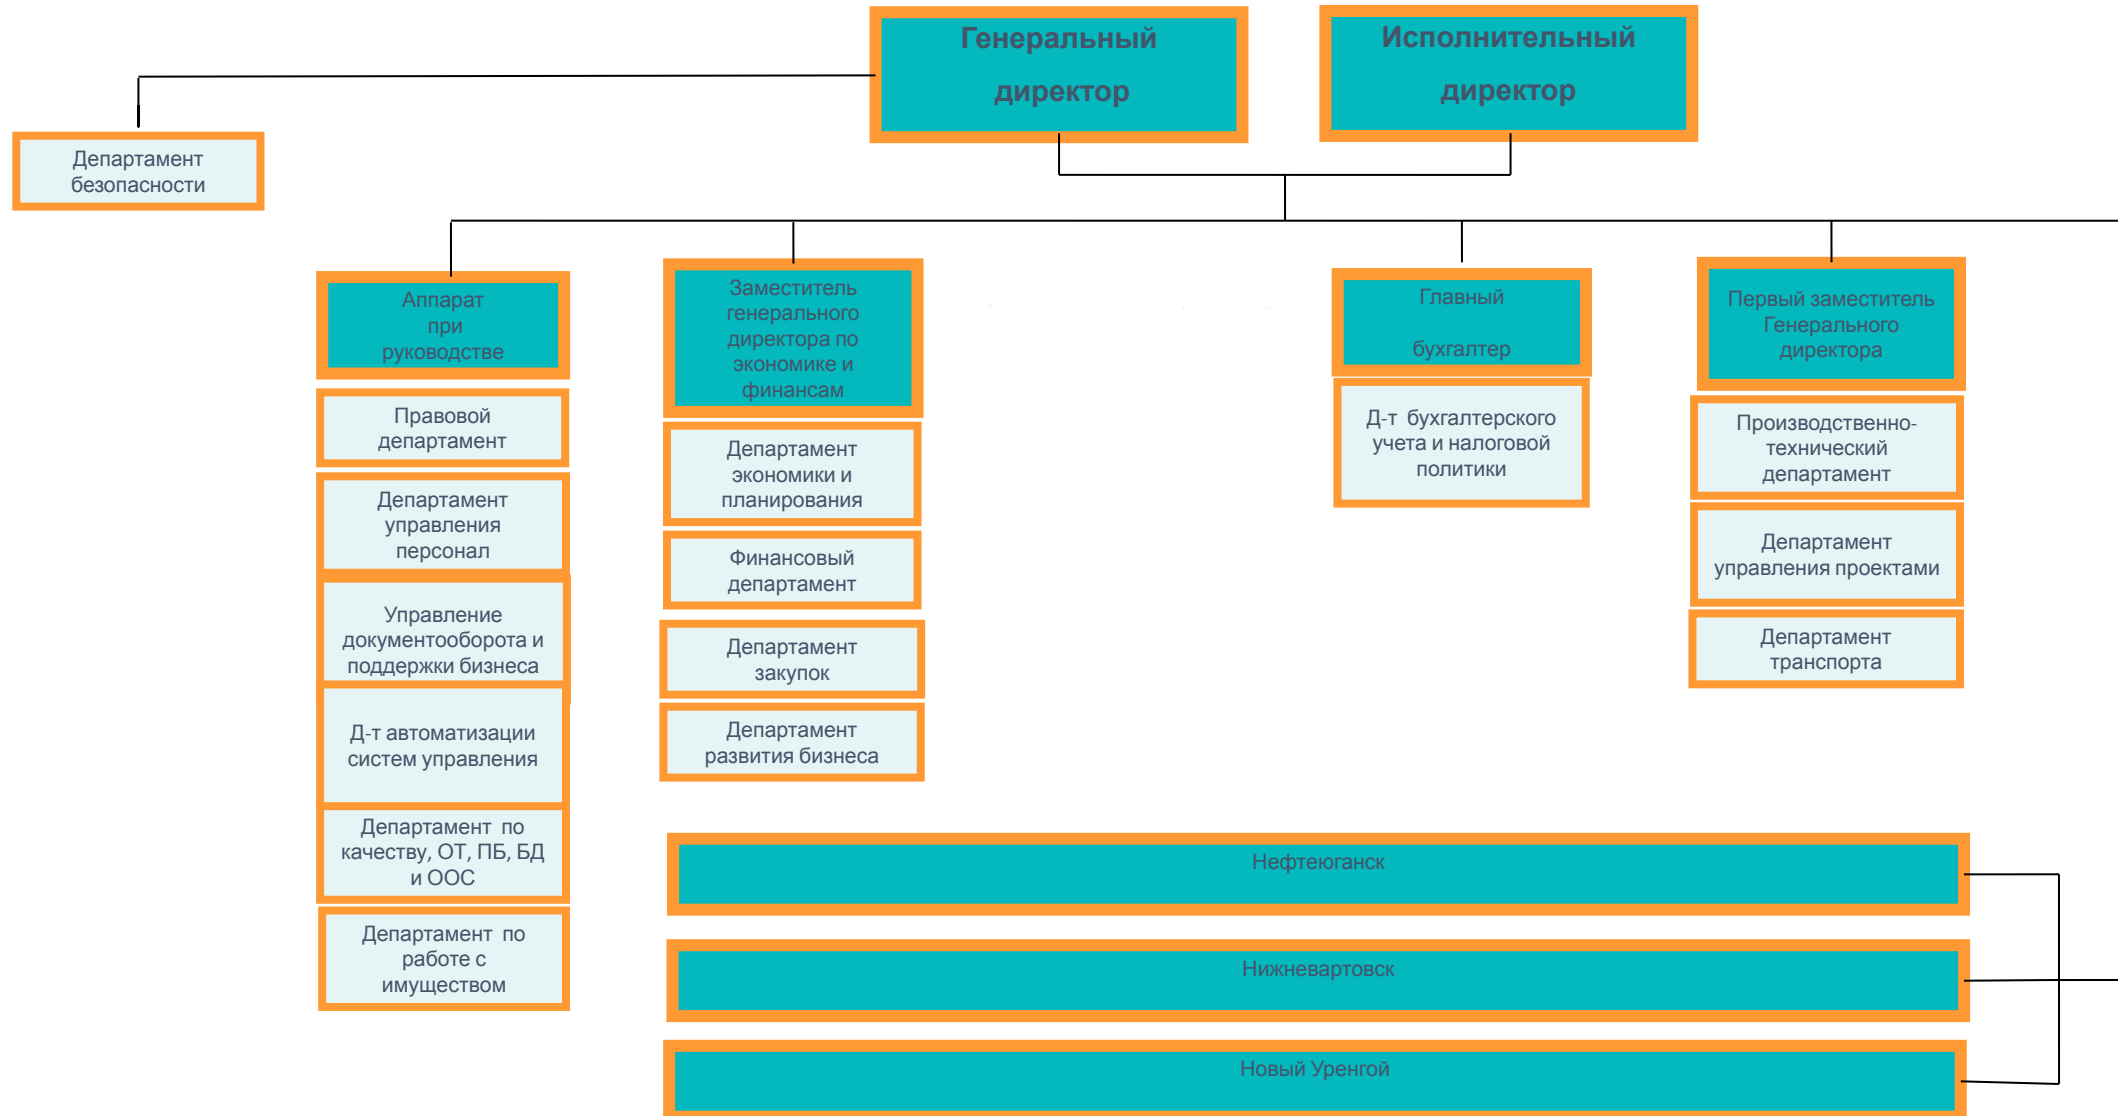 Генеральный
директор
Исполнительный
директор
Департамент
безопасности
Аппарат
при
руководстве
Правовой
департамент
Департамент
управления
персонал
Управление
документооборота и
поддержки бизнеса
Д-т автоматизации
систем управления
Департамент по
качеству, ОТ, ПБ, БД
и ООС
Департамент по
работе с
имуществом
Заместитель
генерального
директора по
экономике и
финансам
Департамент
экономики и
планирования
Финансовый
департамент
Департамент
закупок
Департамент
развития бизнеса
Главный
бухгалтер
Д-т бухгалтерского
учета и налоговой
политики
Первый заместитель
Генерального
директора
Производственно-
технический
департамент
Департамент
управления проектами
Департамент
транспорта
Нефтеюганск
Нижневартовск
Новый Уренгой